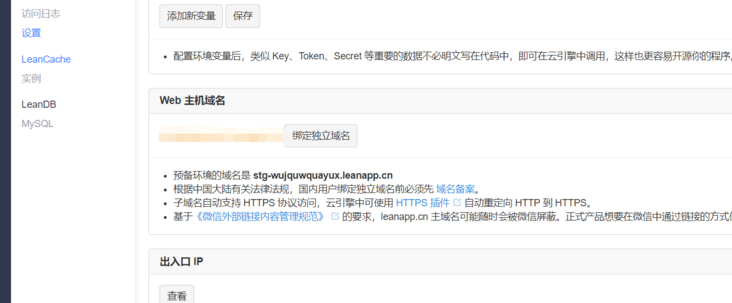 访问日志
设置
LeanCache
实例
LeanDB
MySQL
添加新变量 保存
配置环境变量后，类似 Key、Token、Secret 等重要的数据不必明文写在代码中，即可在云引擎中调用，这样也更容易开源你的程序。
Web 主机域名
绑定独立域名
预备环境的域名是 stg-wujquwquayux.leanapp.cn
根据中国大陆有关法律法规，国内用户绑定独立域名前必须先 域名备案。
子域名自动支持 HTTPS 协议访问，云引擎中可使用 HTTPS 插件 自动重定向 HTTP 到 HTTPS。
基于《微信外部链接内容管理规范》 的要求，leanapp.cn 主域名可能随时会被微信屏蔽。正式产品想要在微信中通过链接的方式
出入口 IP
查看